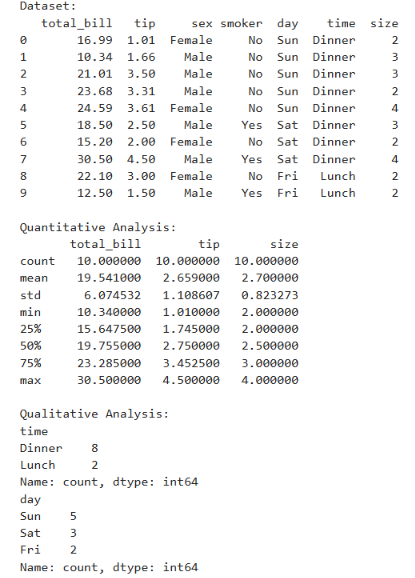 Dataset:
total_bill tip sex smoker day time size
0 16.99 1.01 Female No Sun Dinner 2
1 10.34 1.66 Male No Sun Dinner 3
2 21.01 3.50 Male No Sun Dinner 3
3 23.68 3.31 Male No Sun Dinner 2
4 24.59 3.61 Female No Sun Dinner 4
5 18.50 2.50 Male Yes Sat Dinner 3
6 15.20 2.00 Female No Sat Dinner 2
7 30.50 4.50 Male Yes Sat Dinner 4
8 22.10 3.00 Female No Fri Lunch 2
9 12.50 1.50 Male Yes Fri Lunch 2
Quantitative Analysis:
total_bill tip size
count 10.000000 10.000000 10.000000
mean 19.541000 2.659000 2.700000
std 6.074532 1.108607 0.823273
min 10.340000 1.010000 2.000000
25% 15.647500 1.745000 2.000000
50% 19.755000 2.750000 2.500000
75% 23.285000 3.452500 3.000000
max 30.500000 4.500000 4.000000
Qualitative Analysis:
time
Dinner 8
Lunch 2
Name: count, dtype: int64
day
Sun 5
Sat 3
Fri 2
Name: count, dtype: int64